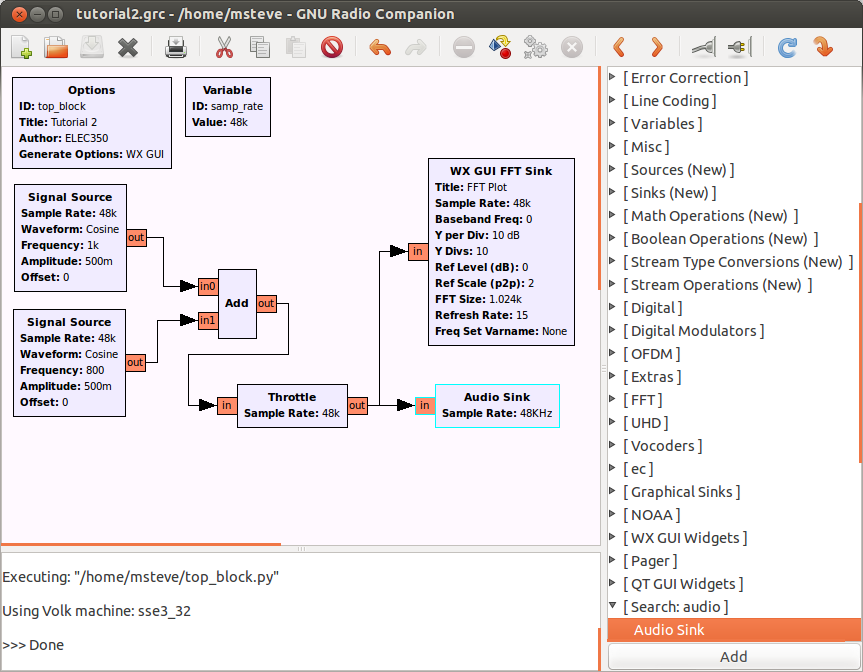 tutorial2.grc - /home/msteve - GNU Radio Companion
Options
ID: top_block
Title: Tutorial 2
Author: ELEC350
Generate Options: WX GUI
Variable
ID: samp_rate
Value: 48k
Signal Source
Sample Rate: 48k
Waveform: Cosine
Frequency: 1k
Amplitude: 500m
Offset: 0
out
Signal Source
Sample Rate: 48k
Waveform: Cosine
Frequency: 800
Amplitude: 500m
Offset: 0
out
in0
in1
Add
out
in
Throttle
Sample Rate: 48k
out
in
WX GUI FFT Sink
Title: FFT Plot
Sample Rate: 48k
Baseband Freq: 0
Y per Div: 10 dB
Y Divs: 10
Ref Level (dB): 0
Ref Scale (p2p): 2
FFT Size: 1.024k
Refresh Rate: 15
Freq Set Varname: None
in
Audio Sink
Sample Rate: 48KHz
Executing: "/home/msteve/top_block.py"
Using Volk machine: sse3_32
>>> Done
[ Error Correction ]
[ Line Coding ]
[ Variables ]
[ Misc ]
[ Sources (New) ]
[ Sinks (New) ]
[ Math Operations (New) ]
[ Boolean Operations (New) ]
[ Stream Type Conversions (New) ]
[ Stream Operations (New) ]
[ Digital ]
[ Digital Modulators ]
[ OFDM ]
[ Extras ]
[ FFT ]
[ UHD ]
[ Vocoders ]
[ ec ]
[ Graphical Sinks ]
[ NOAA ]
[ WX GUI Widgets ]
[ Pager ]
[ QT GUI Widgets ]
[ Search: audio ]
Audio Sink
Add